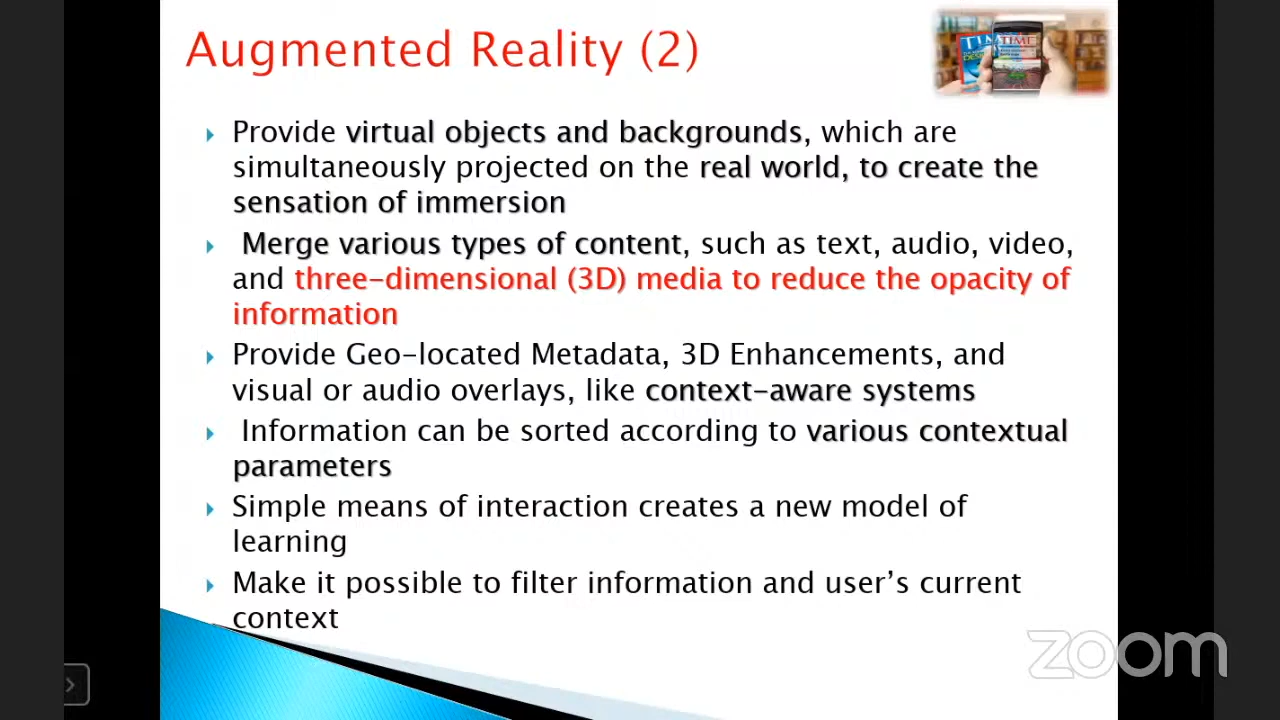 Augmented Reality (2)
TIME
Provide virtual objects and backgrounds, which are
simultaneously projected on the real world, to create the
sensation of immersion
Merge various types of content, such as text, audio, video,
and three-dimensional (3D) media to reduce the opacity of
information
Provide Geo-located Metadata, 3D Enhancements, and
visual or audio overlays, like context-aware systems
Information can be sorted according to various contextual
parameters
Simple means of interaction creates a new model of
learning
Make it possible to filter information and user's current
context
zoom